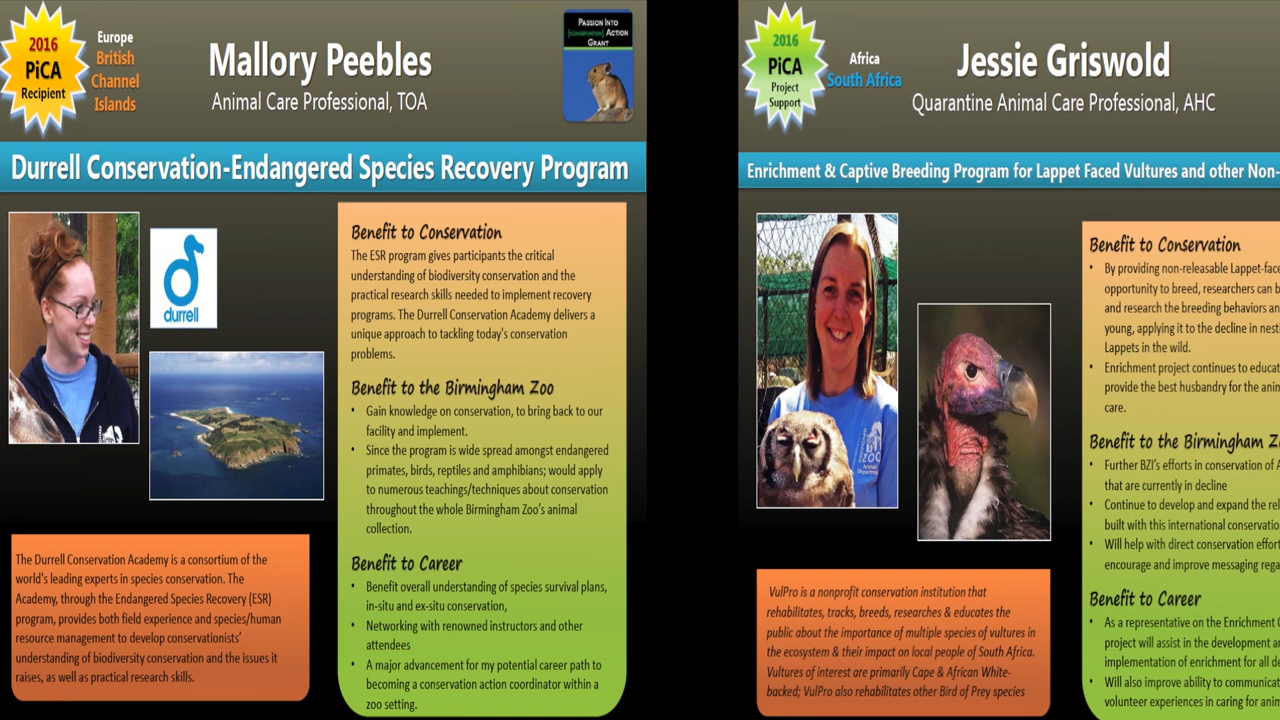 2016
PiCA
Recipient
Europe
British
Channel
Islands
Mallory Peebles
Animal Care Professional, TOA
PASSION INTO
[CONSERVATION] ACTION
GRANT
Durrell Conservation-Endangered Species Recovery Program
durrell
Benefit to Conservation
The ESR program gives participants the critical
understanding of biodiversity conservation and the
practical research skills needed to implement recovery
programs. The Durrell Conservation Academy delivers a
unique approach to tackling today's conservation
problems.
Benefit to the Birmingham Zoo
• Gain knowledge on conservation, to bring back to our
facility and implement.
• Since the program is wide spread amongst endangered
primates, birds, reptiles and amphibians; would apply
to numerous teachings/techniques about conservation
throughout the whole Birmingham Zoo's animal
collection.
Benefit to Career
• Benefit overall understanding of species survival plans,
in-situ and ex-situ conservation,
• Networking with renowned instructors and other
attendees
• A major advancement for my potential career path to
becoming a conservation action coordinator within a
zoo setting.
The Durrell Conservation Academy is a consortium of the
world's leading experts in species conservation. The
Academy, through the Endangered Species Recovery (ESR)
program, provides both field experience and species/human
resource management to develop conservationists'
understanding of biodiversity conservation and the issues it
raises, as well as practical research skills.
2016
PiCA
Project
Support
Africa
South Africa
Jessie Griswold
Quarantine Animal Care Professional, AHC
Enrichment & Captive Breeding Program for Lappet Faced Vultures and other Non-
ZOO
Benefit to Conservation
• By providing non-releasable Lappet-face
opportunity to breed, researchers can b
and research the breeding behaviors an
young, applying it to the decline in nesti
Lappets in the wild.
• Enrichment project continues to educat
provide the best husbandry for the anim
care.
Benefit to the Birmingham Zo
• Further BZI's efforts in conservation of A
that are currently in decline
• Continue to develop and expand the rel
built with this international conservatio
• Will help with direct conservation effort
encourage and improve messaging rega
Benefit to Career
• As a representative on the Enrichment C
project will assist in the development an
implementation of enrichment for all de
• Will also improve ability to communicat
volunteer experiences in caring for anim
VulPro is a nonprofit conservation institution that
rehabilitates, tracks, breeds, researches & educates the
public about the importance of multiple species of vultures in
the ecosystem & their impact on local people of South Africa.
Vultures of interest are primarily Cape & African White-
backed; VulPro also rehabilitates other Bird of Prey species